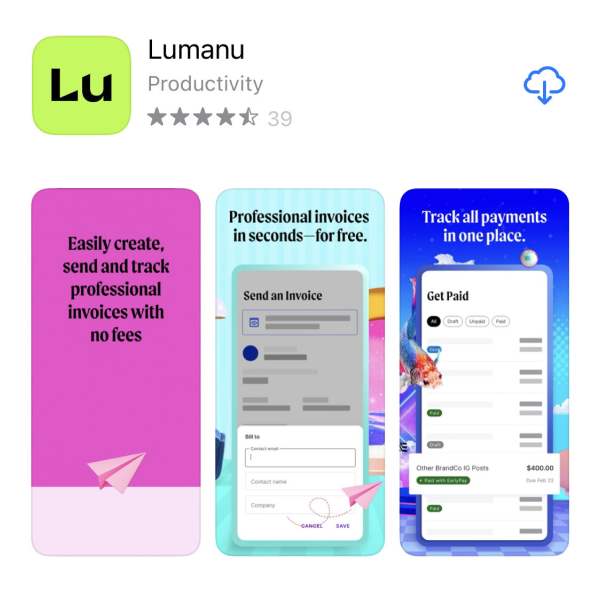 Lu
Lumanu
Productivity
39
Easily create,
send and track
professional
invoices with
no fees
Professional invoices
in seconds—for free.
Send an Invoice
Bill to
Contact email
Contact name
Company
CANCEL SAVE
Track all payments
in one place.
Get Paid
All Draft Unpaid Paid
Paid
Draft
Other BrandCo IG Posts $400.00
Paid with EarlyPay Due Feb 22
Paid